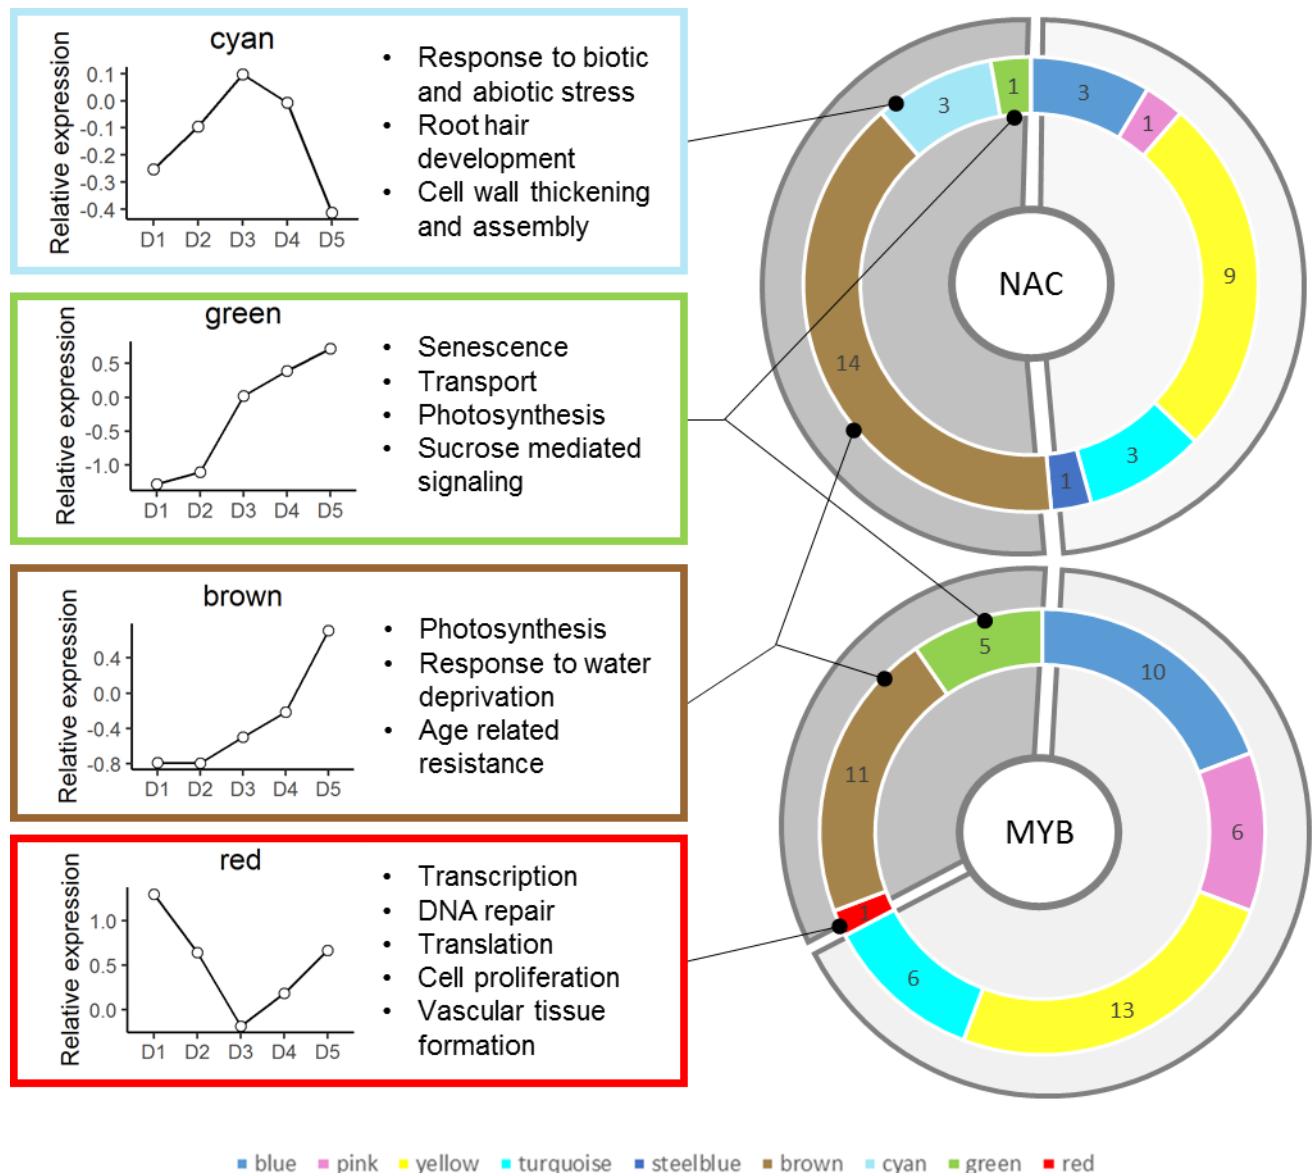 cyan
Relative expression
0.1
0.0
-0.1
-0.2
-0.3
-0.4
D1 D2 D3 D4 D5
• Response to biotic
and abiotic stress
• Root hair
development
• Cell wall thickening
and assembly
green
Relative expression
0.5
0.0
-0.5
-1.0
D1 D2 D3 D4 D5
• Senescence
• Transport
• Photosynthesis
• Sucrose mediated
signaling
brown
Relative expression
0.4
0.0
-0.4
-0.8
D1 D2 D3 D4 D5
• Photosynthesis
• Response to water
deprivation
• Age related
resistance
red
Relative expression
1.0
0.5
0.0
D1 D2 D3 D4 D5
• Transcription
• DNA repair
• Translation
• Cell proliferation
• Vascular tissue
formation
NAC
3
1
9
3
1
14
3
1
MYB
10
6
13
6
1
11
5
blue pink yellow turquoise steelblue brown cyan green red